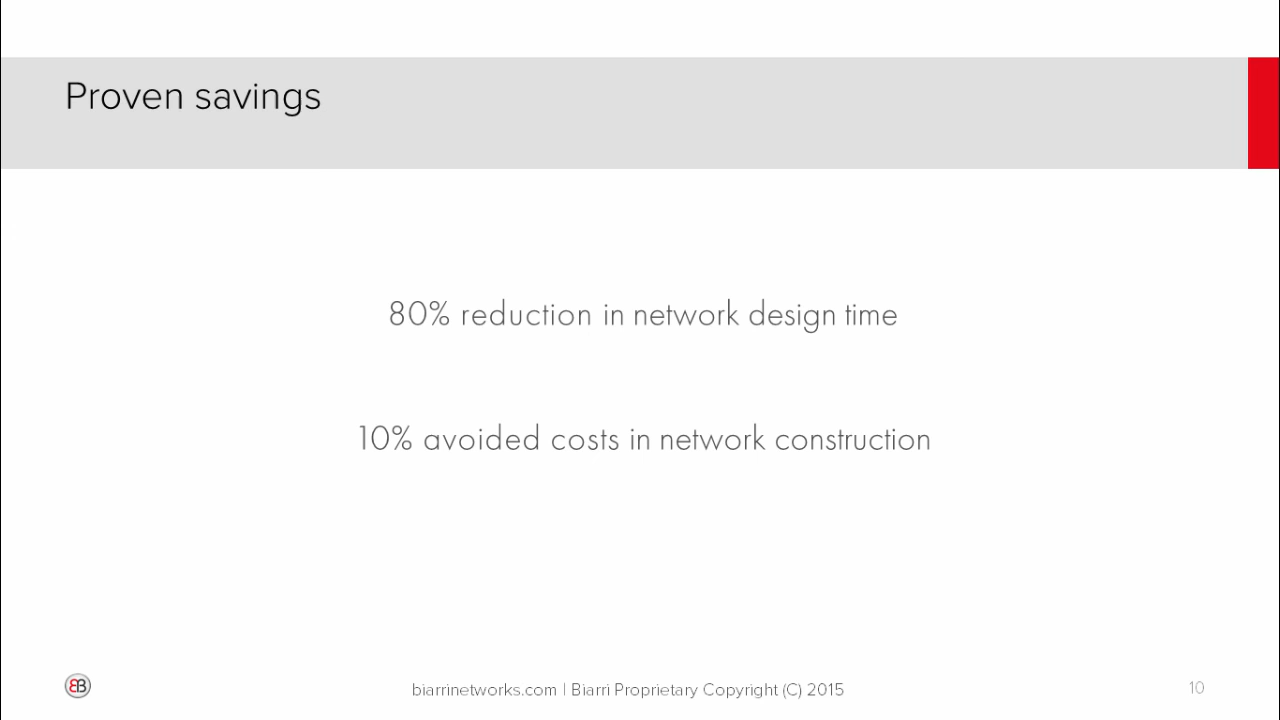 Proven savings
80% reduction in network design time
10% avoided costs in network construction
biarrinetworks.com | Biarri Proprietary Copyright (C) 2015
10